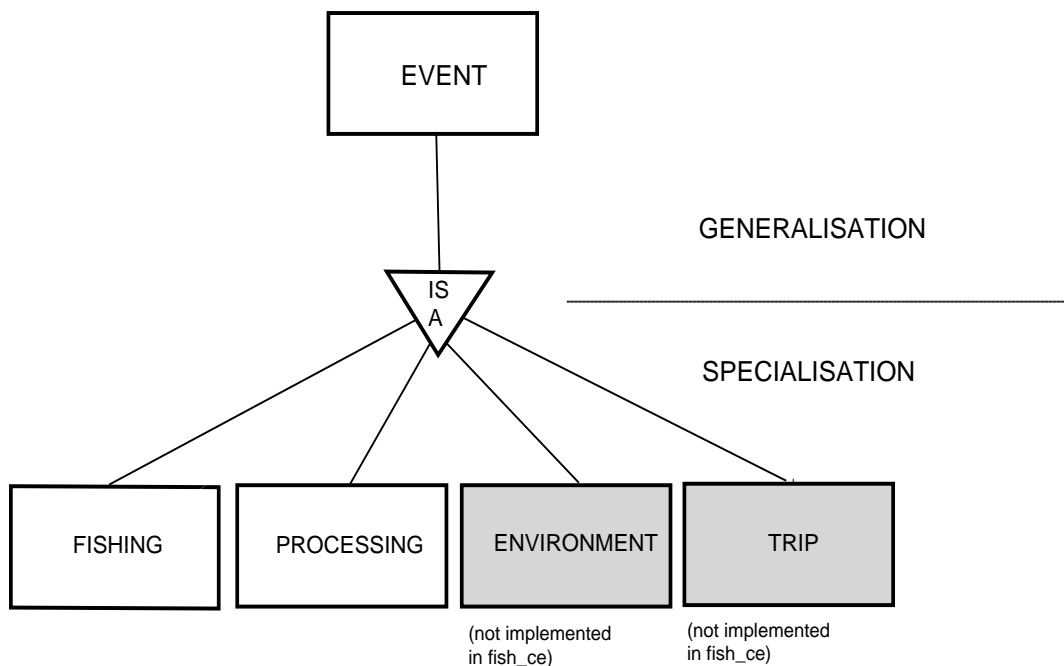 EVENT
GENERALISATION
IS
A
SPECIALISATION
FISHING
PROCESSING
ENVIRONMENT
TRIP
(not implemented
in fish_ce)
(not implemented
in fish_ce)